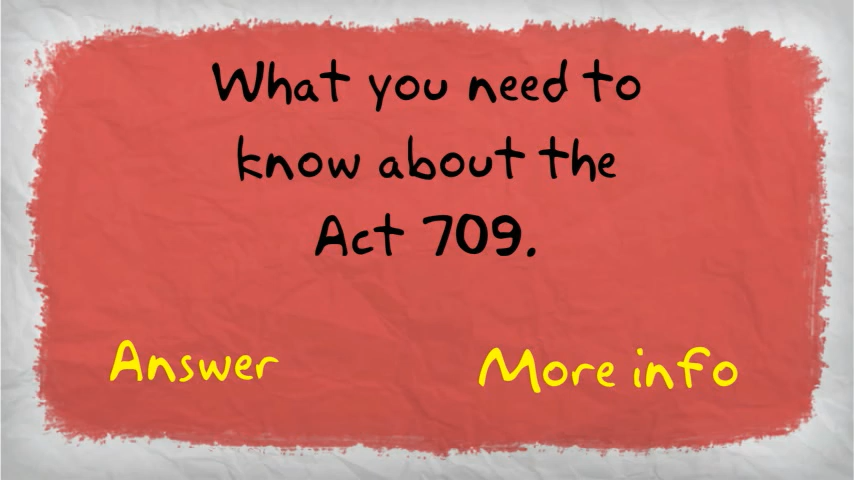 What you need to
know about the
Act 709.
Answer
More info